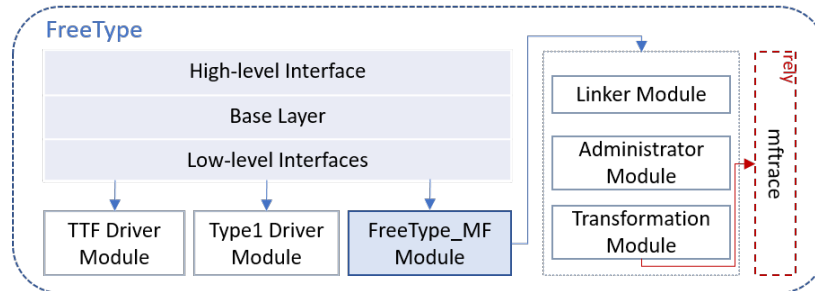 FreeType
High-level Interface
Base Layer
Low-level Interfaces
TTF Driver
Module
Type1 Driver
Module
FreeType_MF
Module
Linker Module
Administrator
Module
Transformation
Module
rely
mftrace